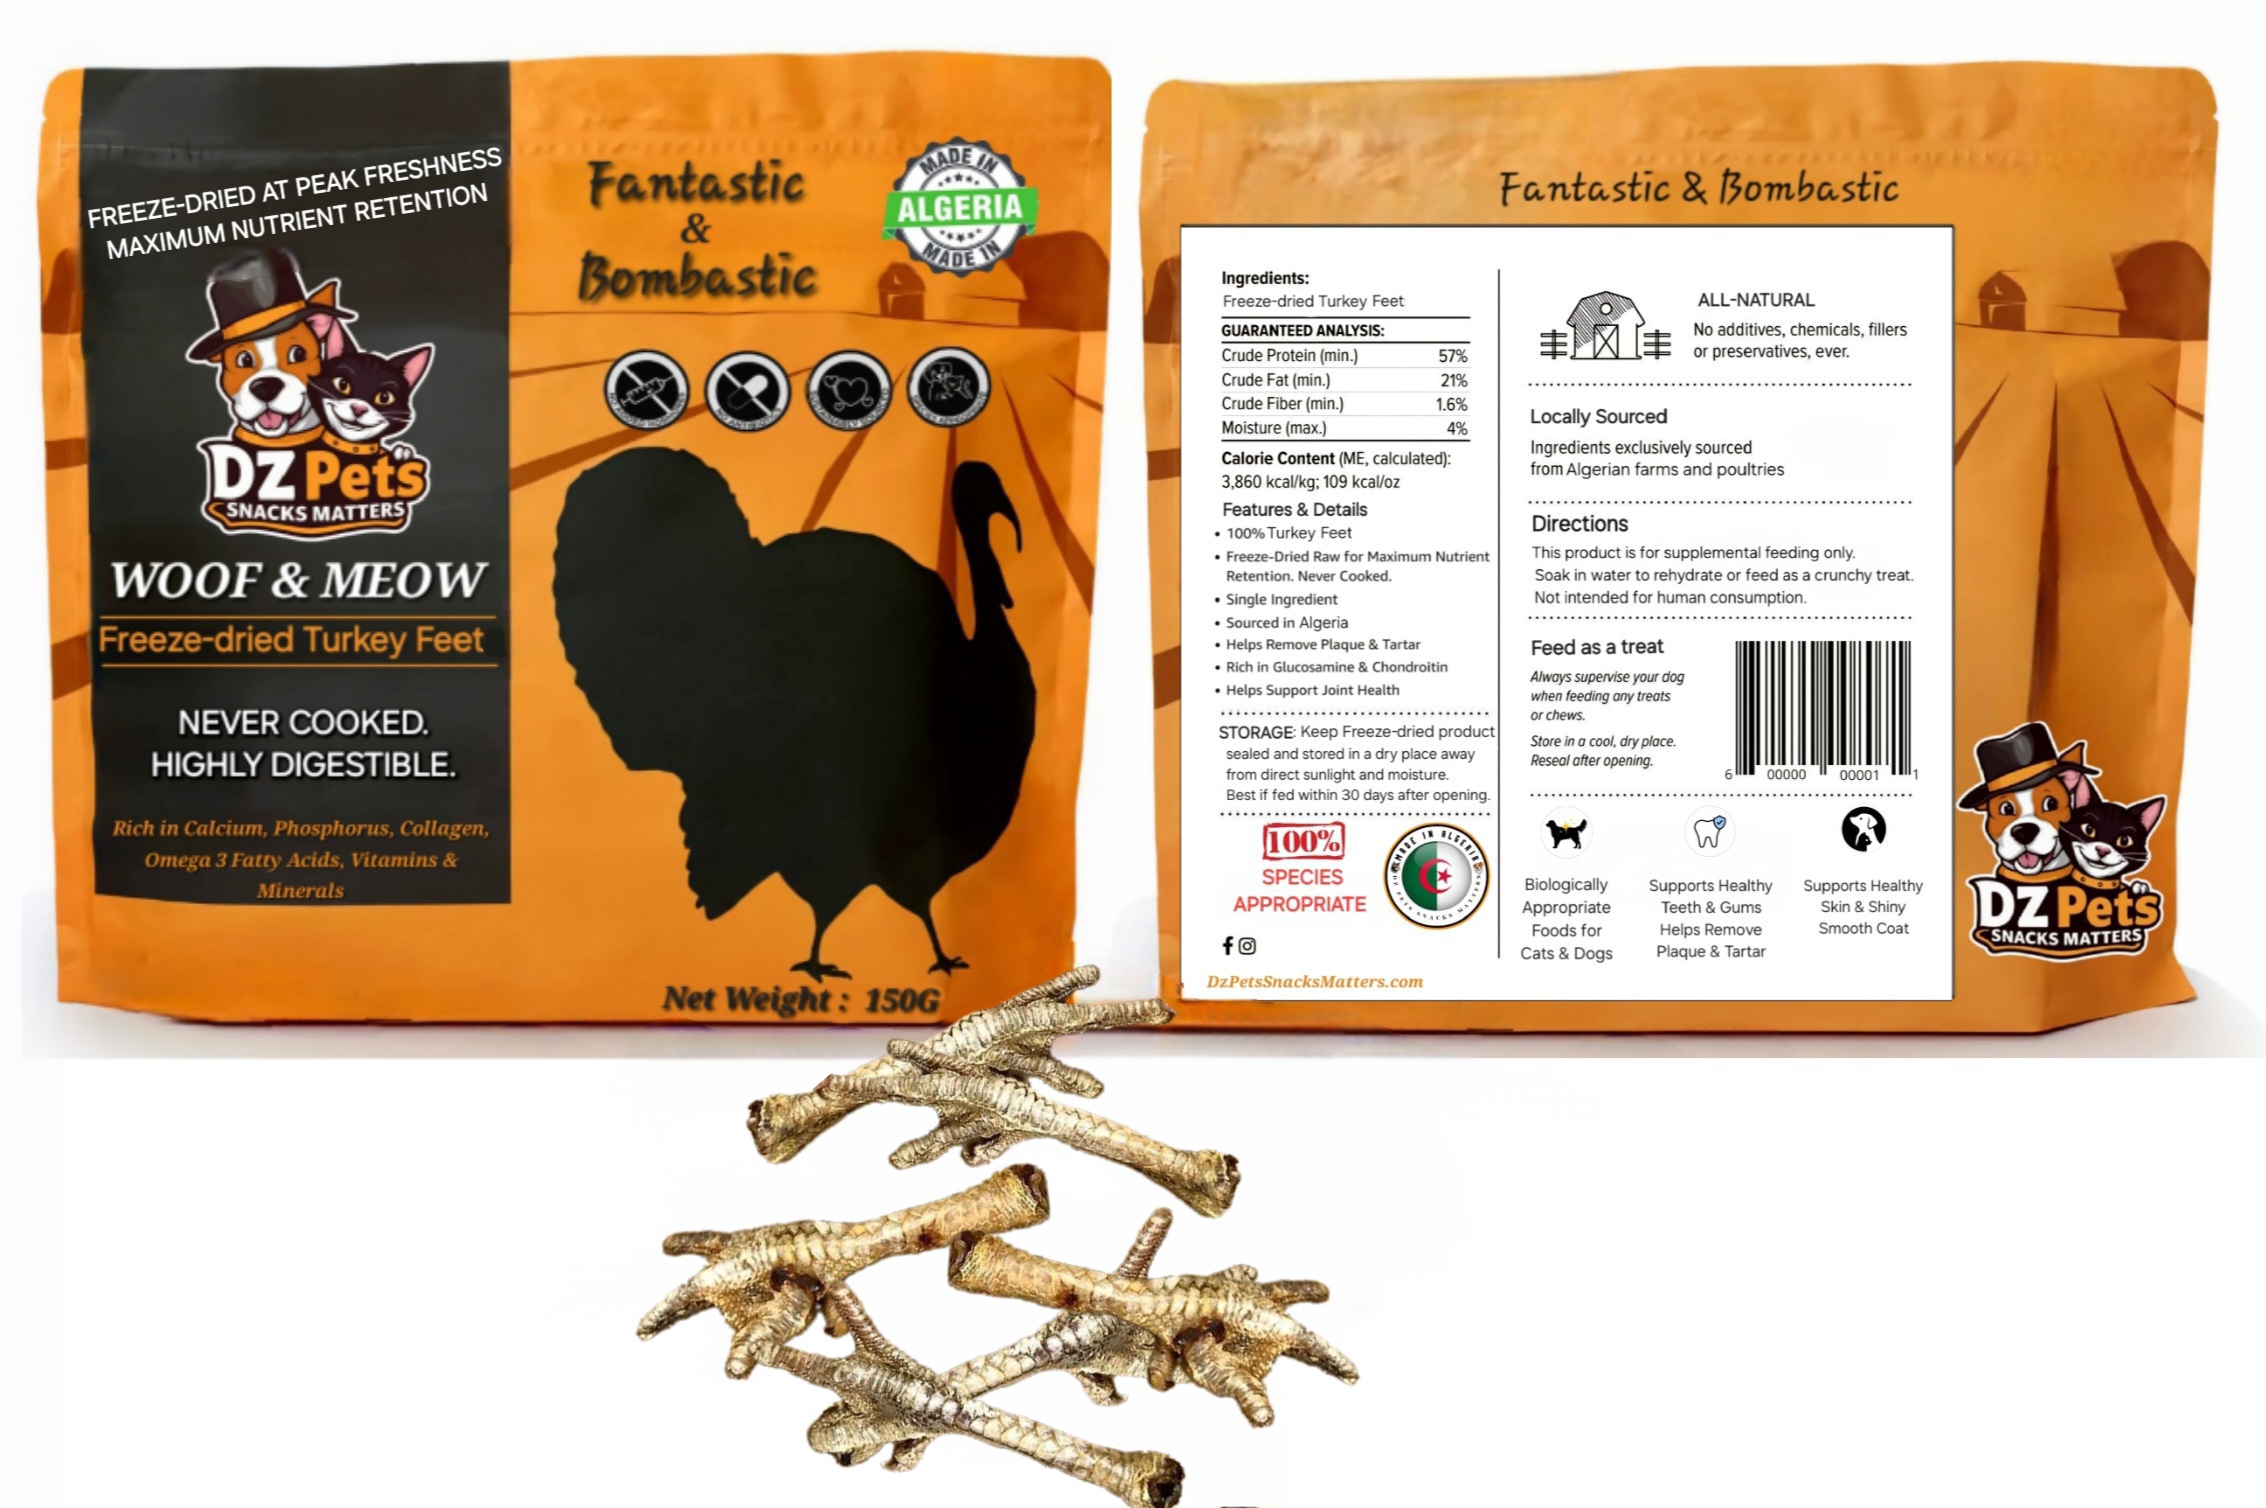 FREEZE-DRIED AT PEAK FRESHNESS
MAXIMUM NUTRIENT RETENTION
DZ Pets
SNACKS MATTERS
WOOF & MEOW
Freeze-dried Turkey Feet
NEVER COOKED.
HIGHLY DIGESTIBLE.
Rich in Calcium, Phosphorus, Collagen,
Omega 3 Fatty Acids, Vitamins &
Minerals
Fantastic
&
Bombastic
MADE IN
ALGERIA
MADE IN
Net Weight : 150G
Fantastic & Bombastic
Ingredients:
Freeze-dried Turkey Feet
GUARANTEED ANALYSIS:
Crude Protein (min.) 57%
Crude Fat (min.) 21%
Crude Fiber (min.) 1.6%
Moisture (max.) 4%
Calorie Content (ME, calculated):
3,860 kcal/kg; 109 kcal/oz
Features & Details
• 100% Turkey Feet
• Freeze-Dried Raw for Maximum Nutrient
Retention. Never Cooked.
• Single Ingredient
• Sourced in Algeria
• Helps Remove Plaque & Tartar
• Rich in Glucosamine & Chondroitin
• Helps Support Joint Health
STORAGE: Keep Freeze-dried product
sealed and stored in a dry place away
from direct sunlight and moisture.
Best if fed within 30 days after opening.
100%
SPECIES
APPROPRIATE
MADE IN ALGERIA
DzPetsSnacksMatters.com
ALL-NATURAL
No additives, chemicals, fillers
or preservatives, ever.
Locally Sourced
Ingredients exclusively sourced
from Algerian farms and poultries
Directions
This product is for supplemental feeding only.
Soak in water to rehydrate or feed as a crunchy treat.
Not intended for human consumption.
Feed as a treat
Always supervise your dog
when feeding any treats
or chews.
Store in a cool, dry place.
Reseal after opening.
6 00000 00001 1
Biologically
Appropriate
Foods for
Cats & Dogs
Supports Healthy
Teeth & Gums
Helps Remove
Plaque & Tartar
Supports Healthy
Skin & Shiny
Smooth Coat
DZ Pets
SNACKS MATTERS